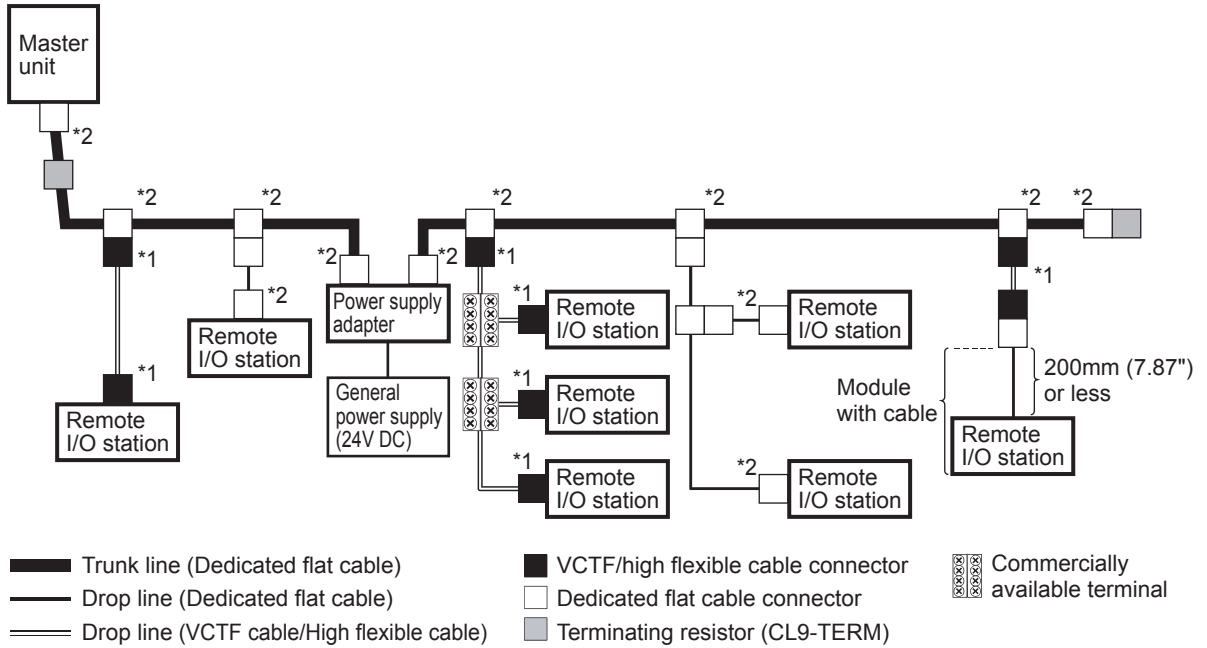 Master
unit
*2
*2
*2
*2
*2
*2
*2
*1
*2
*2
*1
*1
*2
Power supply
adapter
*1
Remote
I/O station
*2
Remote
I/O station
Remote
I/O station
200mm (7.87")
or less
*1
General
power supply
(24V DC)
*1
Remote
I/O station
Module
with cable
Remote
I/O station
Remote
I/O station
*1
Remote
I/O station
*2
Remote
I/O station
Trunk line (Dedicated flat cable)
Drop line (Dedicated flat cable)
Drop line (VCTF cable/High flexible cable)
VCTF/high flexible cable connector
Dedicated flat cable connector
Terminating resistor (CL9-TERM)
Commercially
available terminal